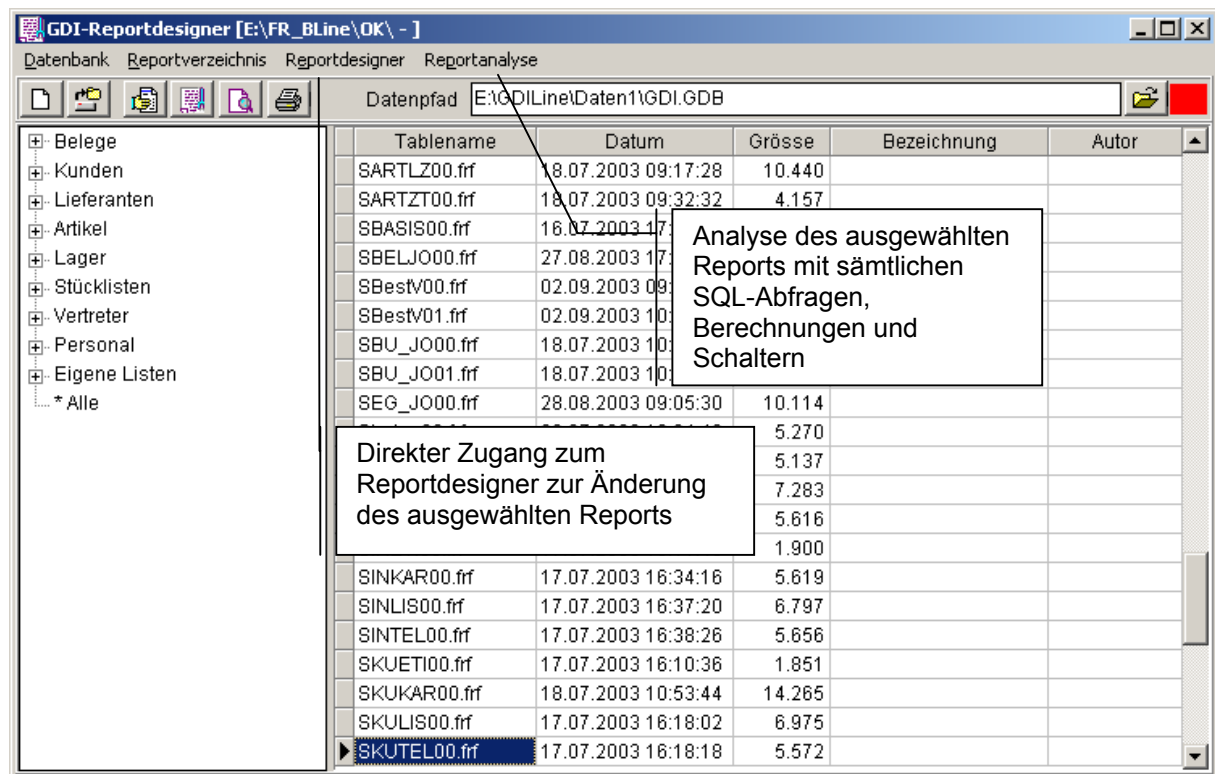 GDI-Reportdesigner [E:\FR_BLine\OK\ - ]
Datenbank Reportverzeichnis Reportdesigner Reportanalyse
Datenpfad E:\GDILine\Daten1\GDI.GDB
Belege
Kunden
Lieferanten
Artikel
Lager
Stücklisten
Vertreter
Personal
Eigene Listen
* Alle
Tablename Datum Grösse Bezeichnung Autor
SARTLZ00.frf 18.07.2003 09:17:28 10.440
SARTZT00.frf 18.07.2003 09:32:32 4.157
SBASIS00.frf 16.07.2003 17:
SBELJO00.frf 27.08.2003 17:
SBestV00.frf 02.09.2003 09:
SBestV01.frf 02.09.2003 10:
SBU_JO00.frf 18.07.2003 10:
SBU_JO01.frf 18.07.2003 10:
SEG_JO00.frf 28.08.2003 09:05:30 10.114
5.270
5.137
7.283
5.616
1.900
SINKAR00.frf 17.07.2003 16:34:16 5.619
SINLIS00.frf 17.07.2003 16:37:20 6.797
SINTEL00.frf 17.07.2003 16:38:26 5.656
SKUETI00.frf 17.07.2003 16:10:36 1.851
SKUKAR00.frf 18.07.2003 10:53:44 14.265
SKULIS00.frf 17.07.2003 16:18:02 6.975
SKUTEL00.frf 17.07.2003 16:18:18 5.572
Analyse des ausgewählten
Reports mit sämtlichen
SQL-Abfragen,
Berechnungen und
Schaltern
Direkter Zugang zum
Reportdesigner zur Änderung
des ausgewählten Reports